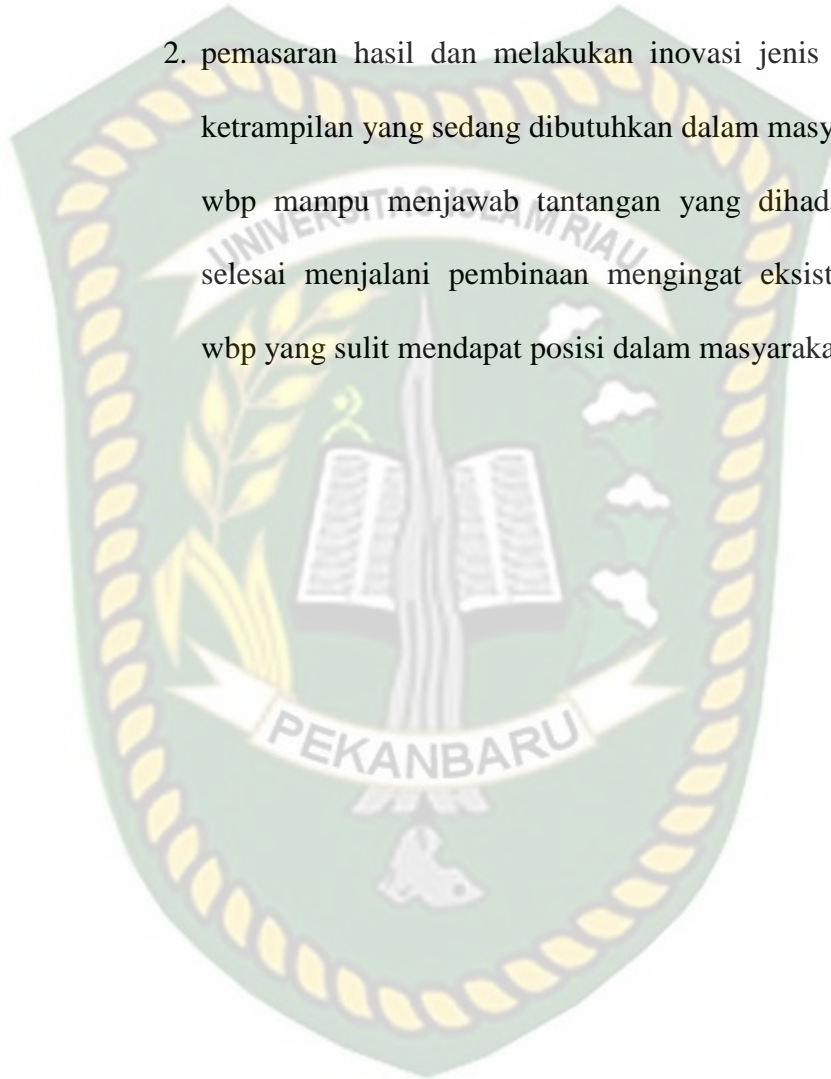 2. pemasaran hasil dan melakukan inovasi jenis
ketrampilan yang sedang dibutuhkan dalam masy
wbp mampu menjawab tantangan yang dihada
selesai menjalani pembinaan mengingat eksist
wbp yang sulit mendapat posisi dalam masyaraka
UNIVERSITAS ISLAM RIAU
PEKANBARU